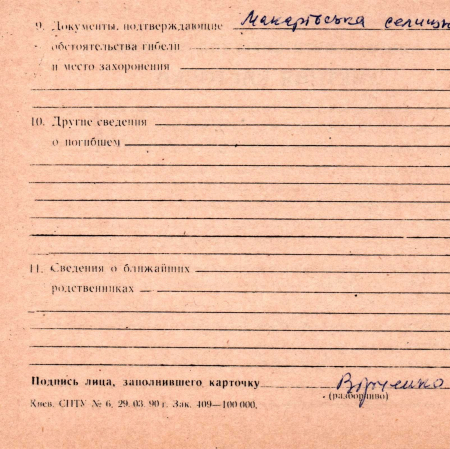 9. Документы, подтверждающие Макарівська селищн
обстоятельства гибели
и место захоронения
10. Другие сведения
о погибшем
11. Сведения о ближайших
родственниках
Подпись лица, заполнившего карточку
(разборчиво)
Киев. СПТУ № 6, 29. 03. 90 г. Зак. 409—100 000.